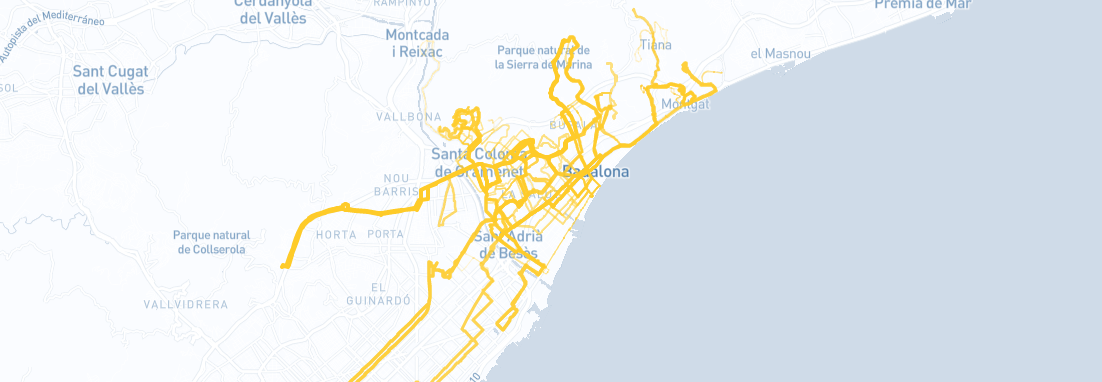 Cerdanyola
del Vallès
RAMPINYO
Premià de Mar
Autopista del Mediterráneo
Montcada
i Reixac
Parque natural de
la Sierra de Marina
Tiana
el Masnou
Sant Cugat
del Vallès
SOL
Montgat
VALLBONA
BUFALÀ
Santa Coloma
de Gramenet
Badalona
NOU
BARRIS
LA SALUT
Parque natural
de Collserola
HORTA
PORTA
Sant Adrià
de Besòs
VALLVIDRERA
EL
GUINARDÓ
10